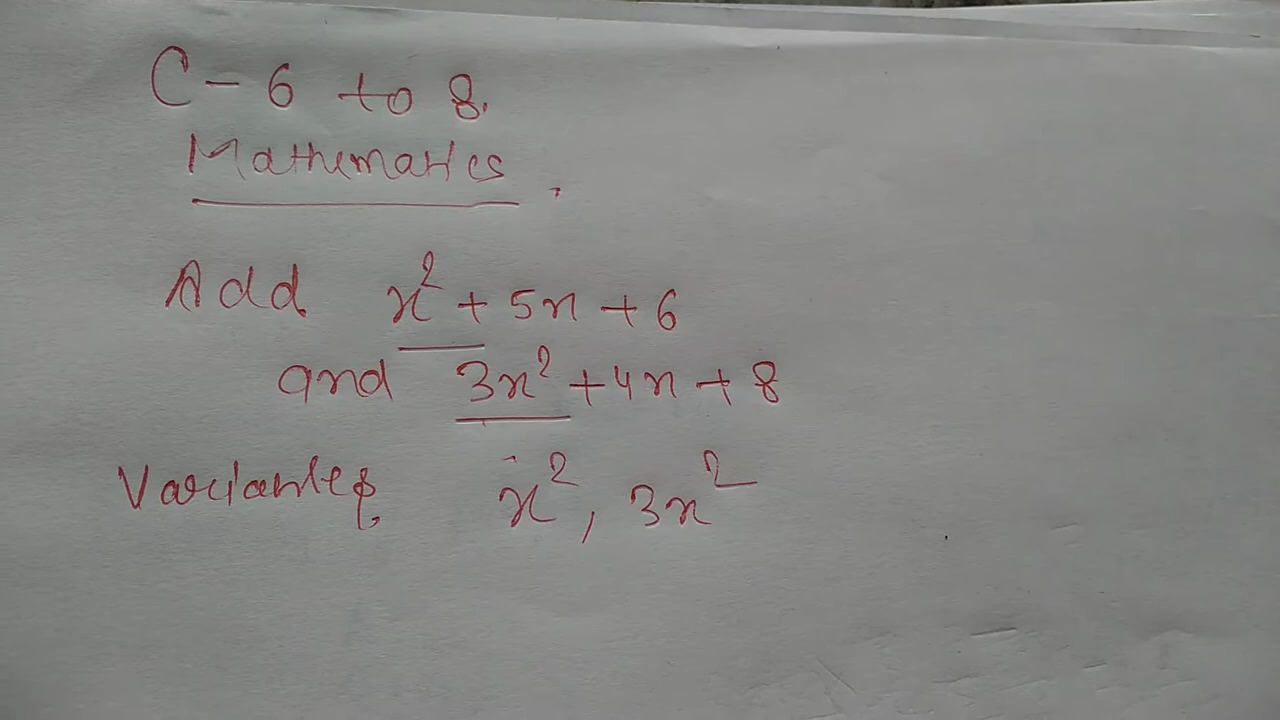 C - 6 to 8.
Mathematics.
Add x² + 5x + 6
and 3x² + 4x + 8
Variables, x², 3x²